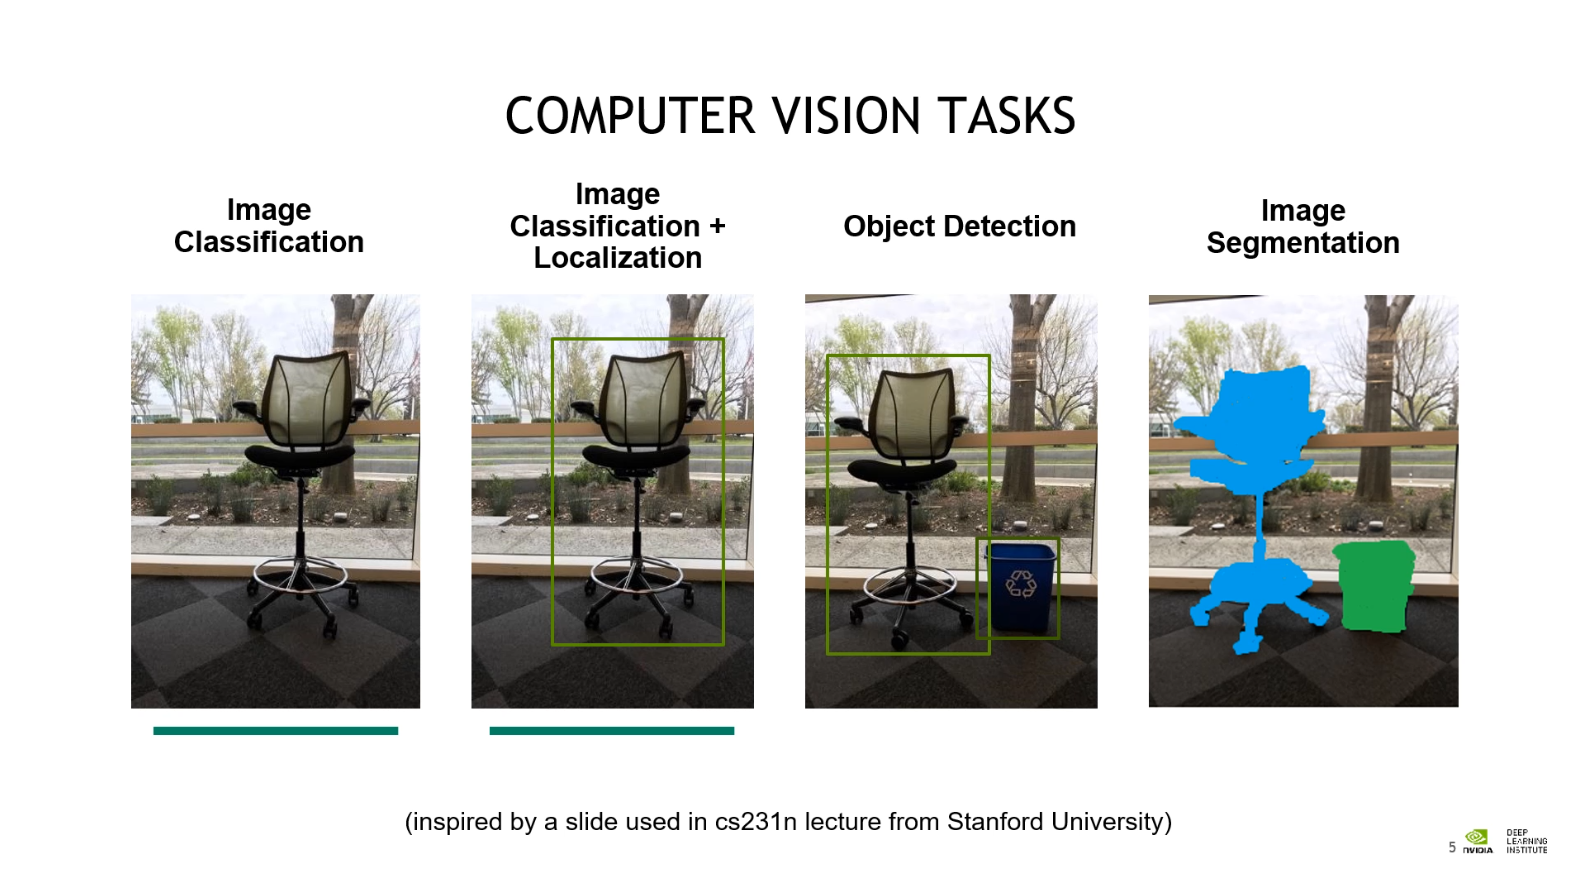 COMPUTER VISION TASKS
Image
Classification
Image
Classification +
Localization
Object Detection
Image
Segmentation
(inspired by a slide used in cs231n lecture from Stanford University)
5
NVIDIA
DEEP
LEARNING
INSTITUTE